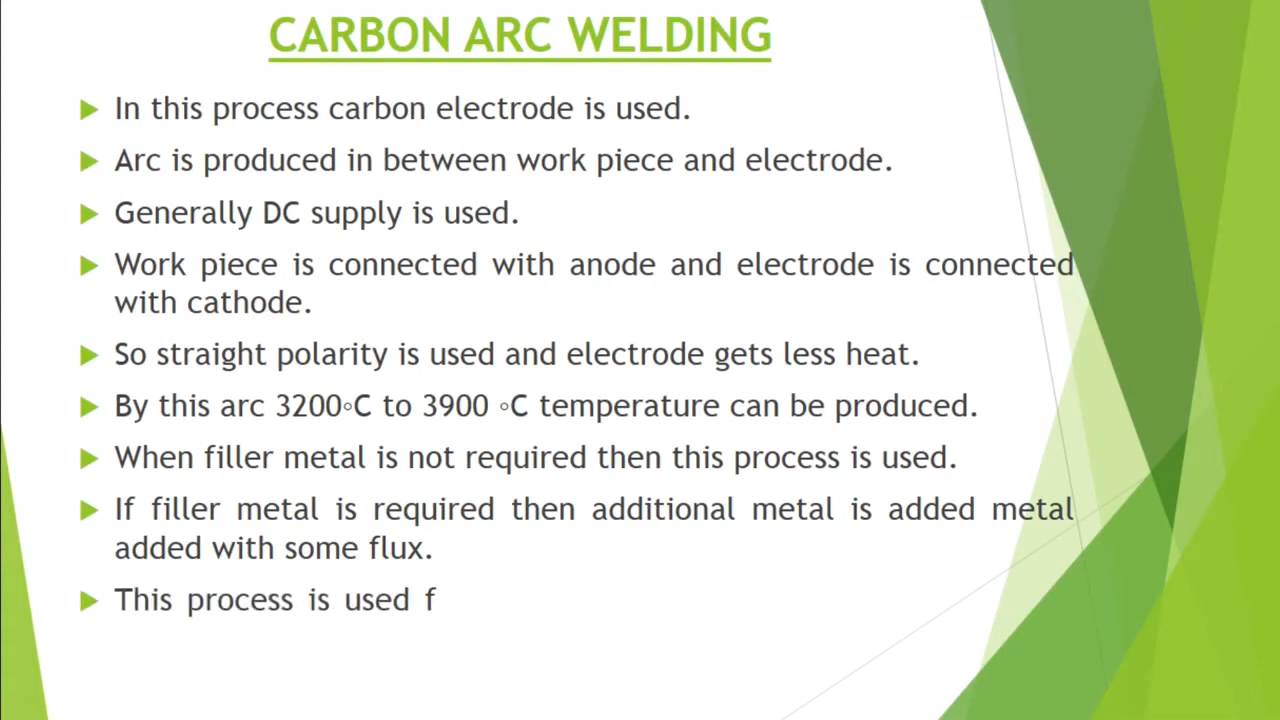 CARBON ARC WELDING
In this process carbon electrode is used.
Arc is produced in between work piece and electrode.
Generally DC supply is used.
Work piece is connected with anode and electrode is connected
with cathode.
So straight polarity is used and electrode gets less heat.
By this arc 3200◦C to 3900 ◦C temperature can be produced.
When filler metal is not required then this process is used.
If filler metal is required then additional metal is added metal
added with some flux.
This process is used f